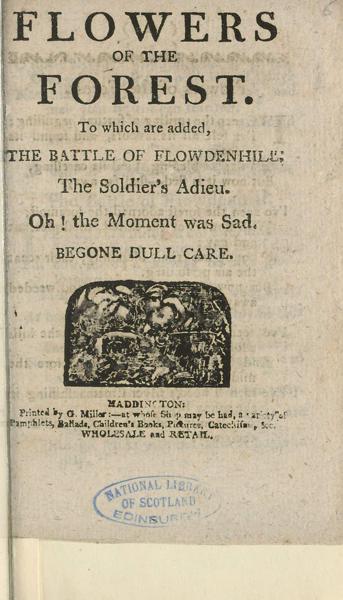 FLOWERS
OF THE
FOREST.
To which are added,
THE BATTLE OF FLOWDENHILL;
The Soldier's Adieu.
Oh! the Moment was Sad.
BEGONE DULL CARE.
HADDINGTON:
Printed by G. Miller:—at whose Shop may be had, a variety of
Pamphlets, Ballads, Children's Books, Pictures, Catechisms, &c.
WHOLESALE and RETAIL.
NATIONAL LIBRARY
OF SCOTLAND
EDINBURGH